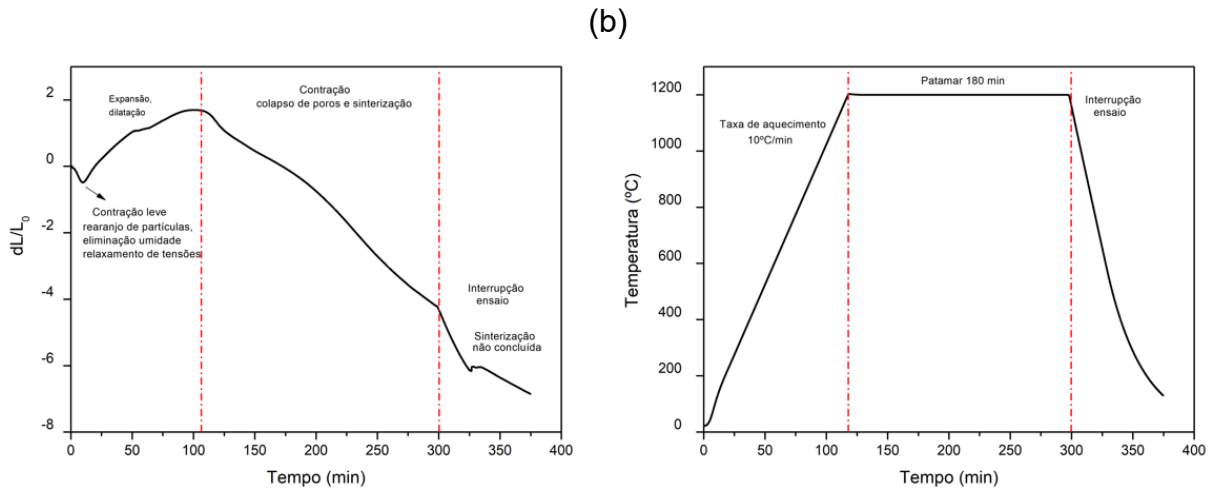 (b)
2
0
-2
-4
-6
-8
dL/L₀
Expansão,
dilatação
Contração
colapso de poros e sinterização
Contração leve
rearanjo de partículas,
eliminação umidade
relaxamento de tensões
Interrupção
ensaio
Sinterização
não concluída
0 50 100 150 200 250 300 350 400
Tempo (min)
1200
1000
800
600
400
200
0
Temperatura (ºC)
Patamar 180 min
Taxa de aquecimento
10ºC/min
Interrupção
ensaio
0 50 100 150 200 250 300 350 400
Tempo (min)